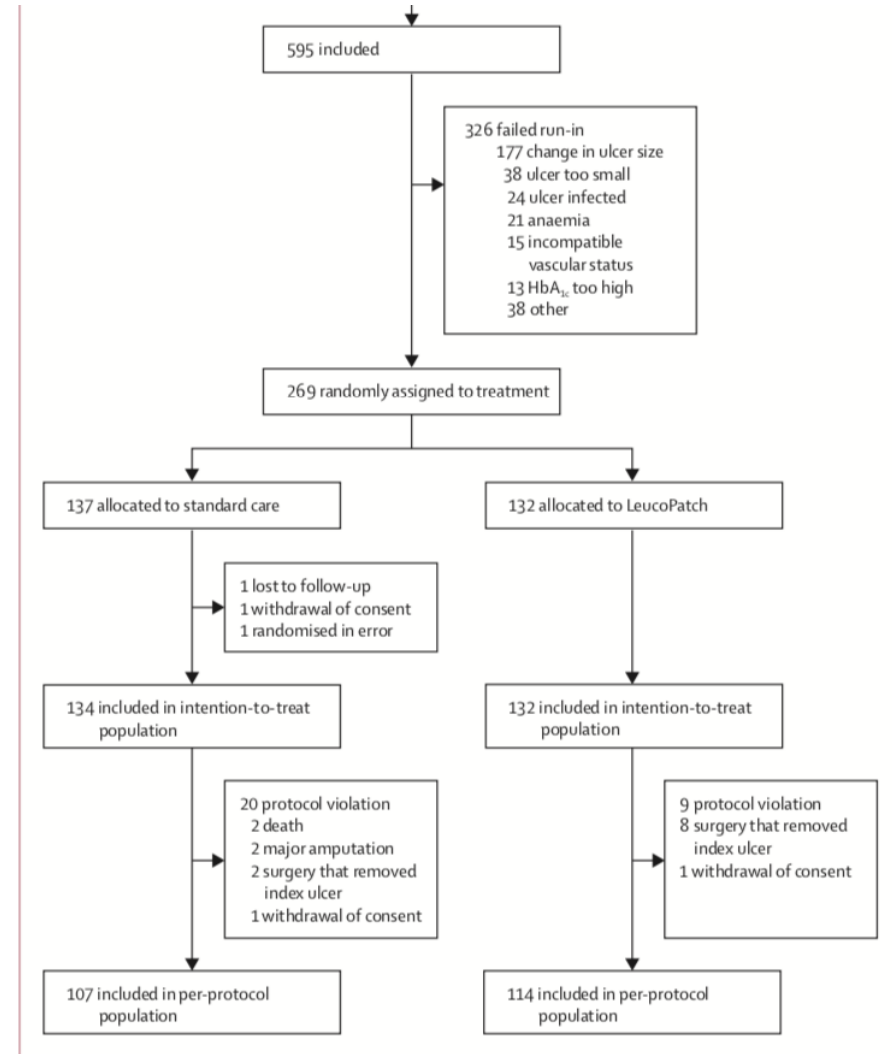 595 included
326 failed run-in
177 change in ulcer size
38 ulcer too small
24 ulcer infected
21 anaemia
15 incompatible
vascular status
13 HbA1c too high
38 other
269 randomly assigned to treatment
137 allocated to standard care
132 allocated to LeucoPatch
1 lost to follow-up
1 withdrawal of consent
1 randomised in error
134 included in intention-to-treat
population
132 included in intention-to-treat
population
20 protocol violation
2 death
2 major amputation
2 surgery that removed
index ulcer
1 withdrawal of consent
9 protocol violation
8 surgery that removed
index ulcer
1 withdrawal of consent
107 included in per-protocol
population
114 included in per-protocol
population